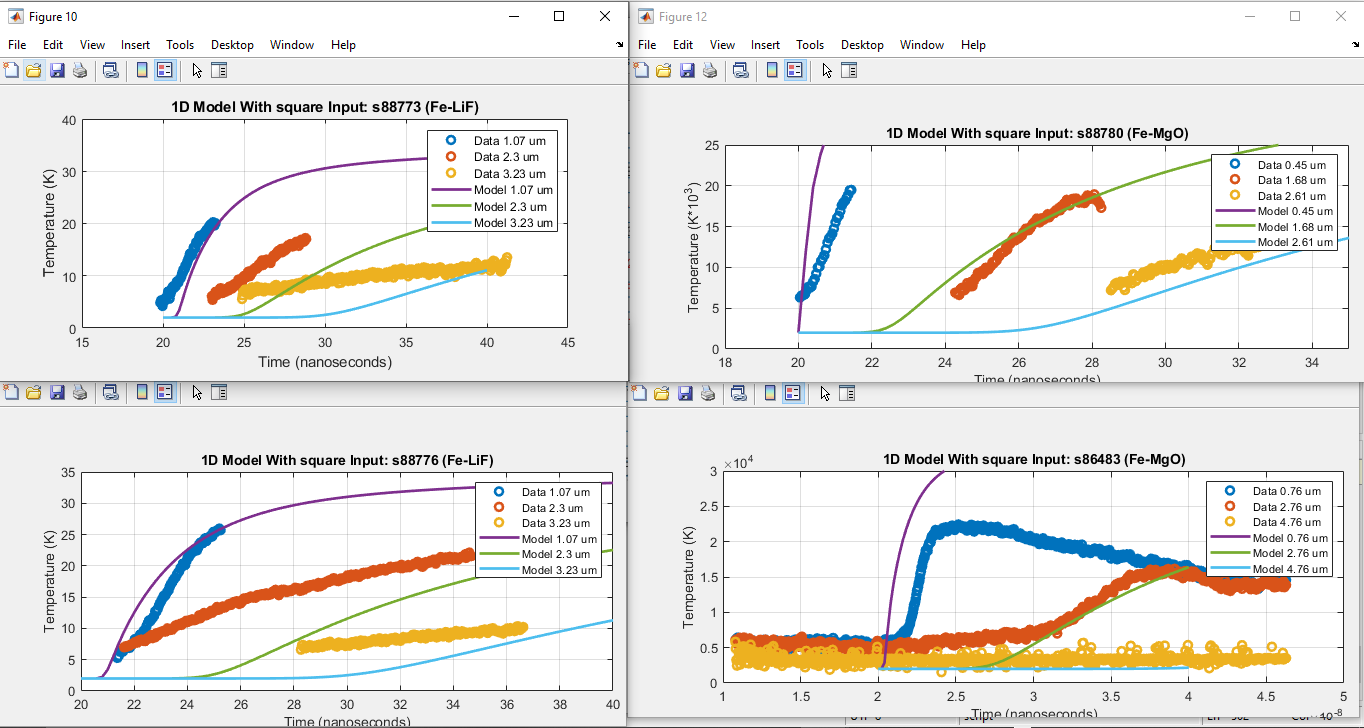 Figure 10
File Edit View Insert Tools Desktop Window Help
1D Model With square Input: s88773 (Fe-LiF)
Temperature (K)
40
30
20
10
0
Data 1.07 um
Data 2.3 um
Data 3.23 um
Model 1.07 um
Model 2.3 um
Model 3.23 um
15 20 25 30 35 40 45
Time (nanoseconds)
Figure 12
File Edit View Insert Tools Desktop Window Help
1D Model With square Input: s88780 (Fe-MgO)
Temperature (K*10³)
25
20
15
10
5
0
Data 0.45 um
Data 1.68 um
Data 2.61 um
Model 0.45 um
Model 1.68 um
Model 2.61 um
18 20 22 24 26 28 30 32 34
Time (nanoseconds)
1D Model With square Input: s88776 (Fe-LiF)
Temperature (K)
35
30
25
20
15
10
5
0
Data 1.07 um
Data 2.3 um
Data 3.23 um
Model 1.07 um
Model 2.3 um
Model 3.23 um
20 22 24 26 28 30 32 34 36 38 40
Time (nanoseconds)
1D Model With square Input: s86483 (Fe-MgO)
×10⁴
Temperature (K)
3
2.5
2
1.5
1
0.5
0
Data 0.76 um
Data 2.76 um
Data 4.76 um
Model 0.76 um
Model 2.76 um
Model 4.76 um
1 1.5 2 2.5 3 3.5 4 4.5 5
Time (nanoseconds)
×10⁻⁸